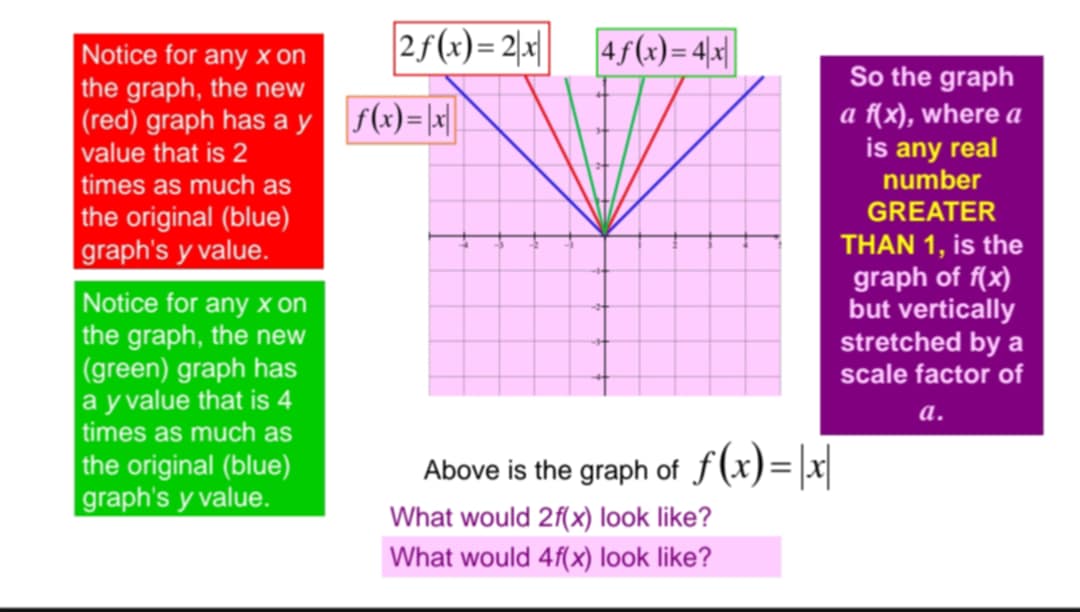 Notice for any x on
the graph, the new
(red) graph has a y
value that is 2
times as much as
the original (blue)
graph's y value.
Notice for any x on
the graph, the new
(green) graph has
a y value that is 4
times as much as
the original (blue)
graph's y value.
2f(x)=2|x|
4f(x)=4|x|
f(x)=|x|
Above is the graph of f(x)=|x|
What would 2f(x) look like?
What would 4f(x) look like?
So the graph
a f(x), where a
is any real
number
GREATER
THAN 1, is the
graph of f(x)
but vertically
stretched by a
scale factor of
a.